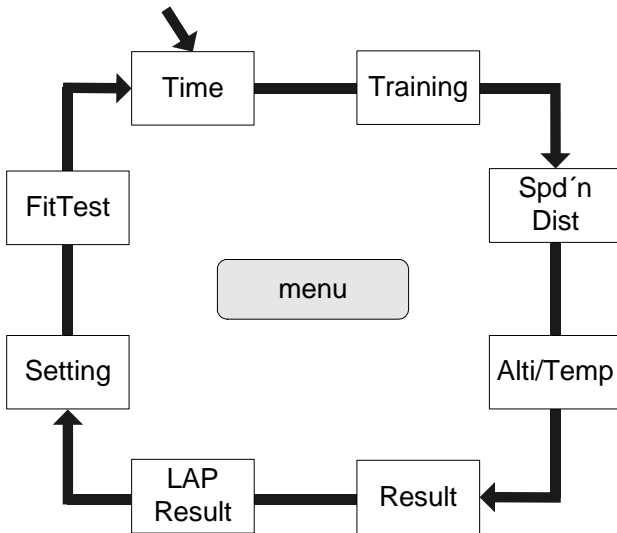 Time
Training
FitTest
Spd´n
Dist
menu
Setting
Alti/Temp
LAP
Result
Result